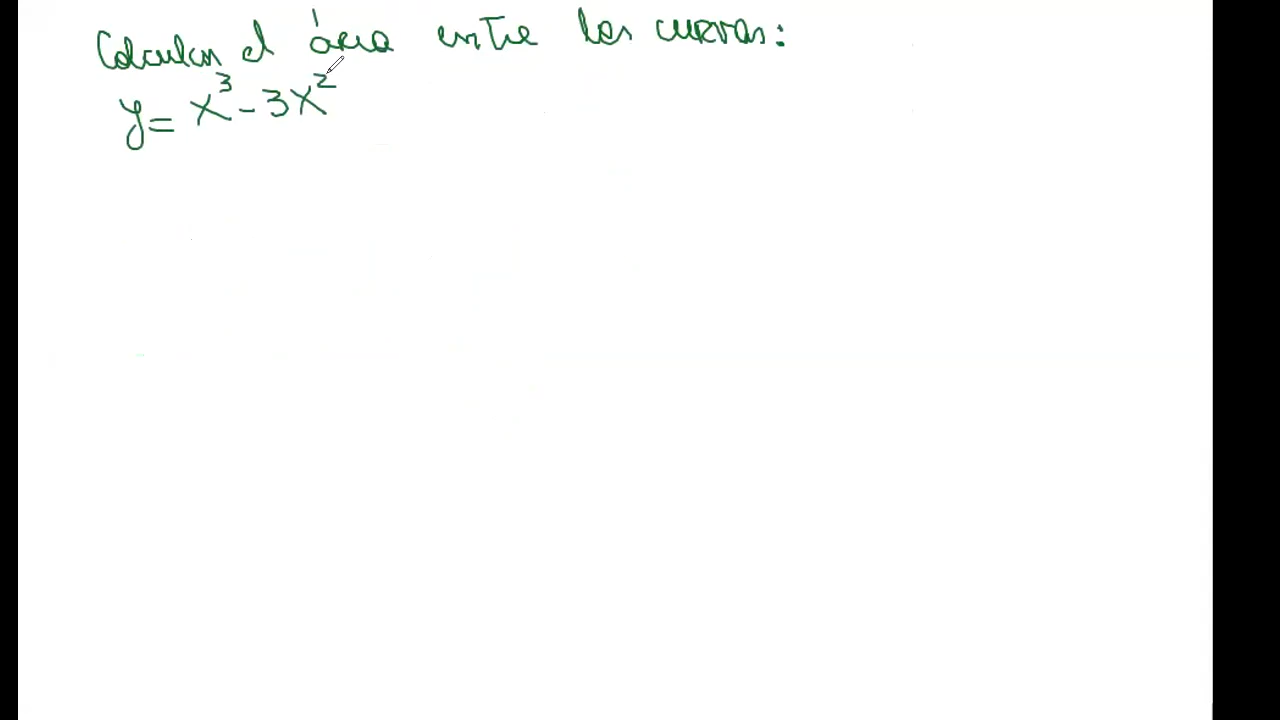 Calcular el área entre las curvas:
y = x³ - 3x²